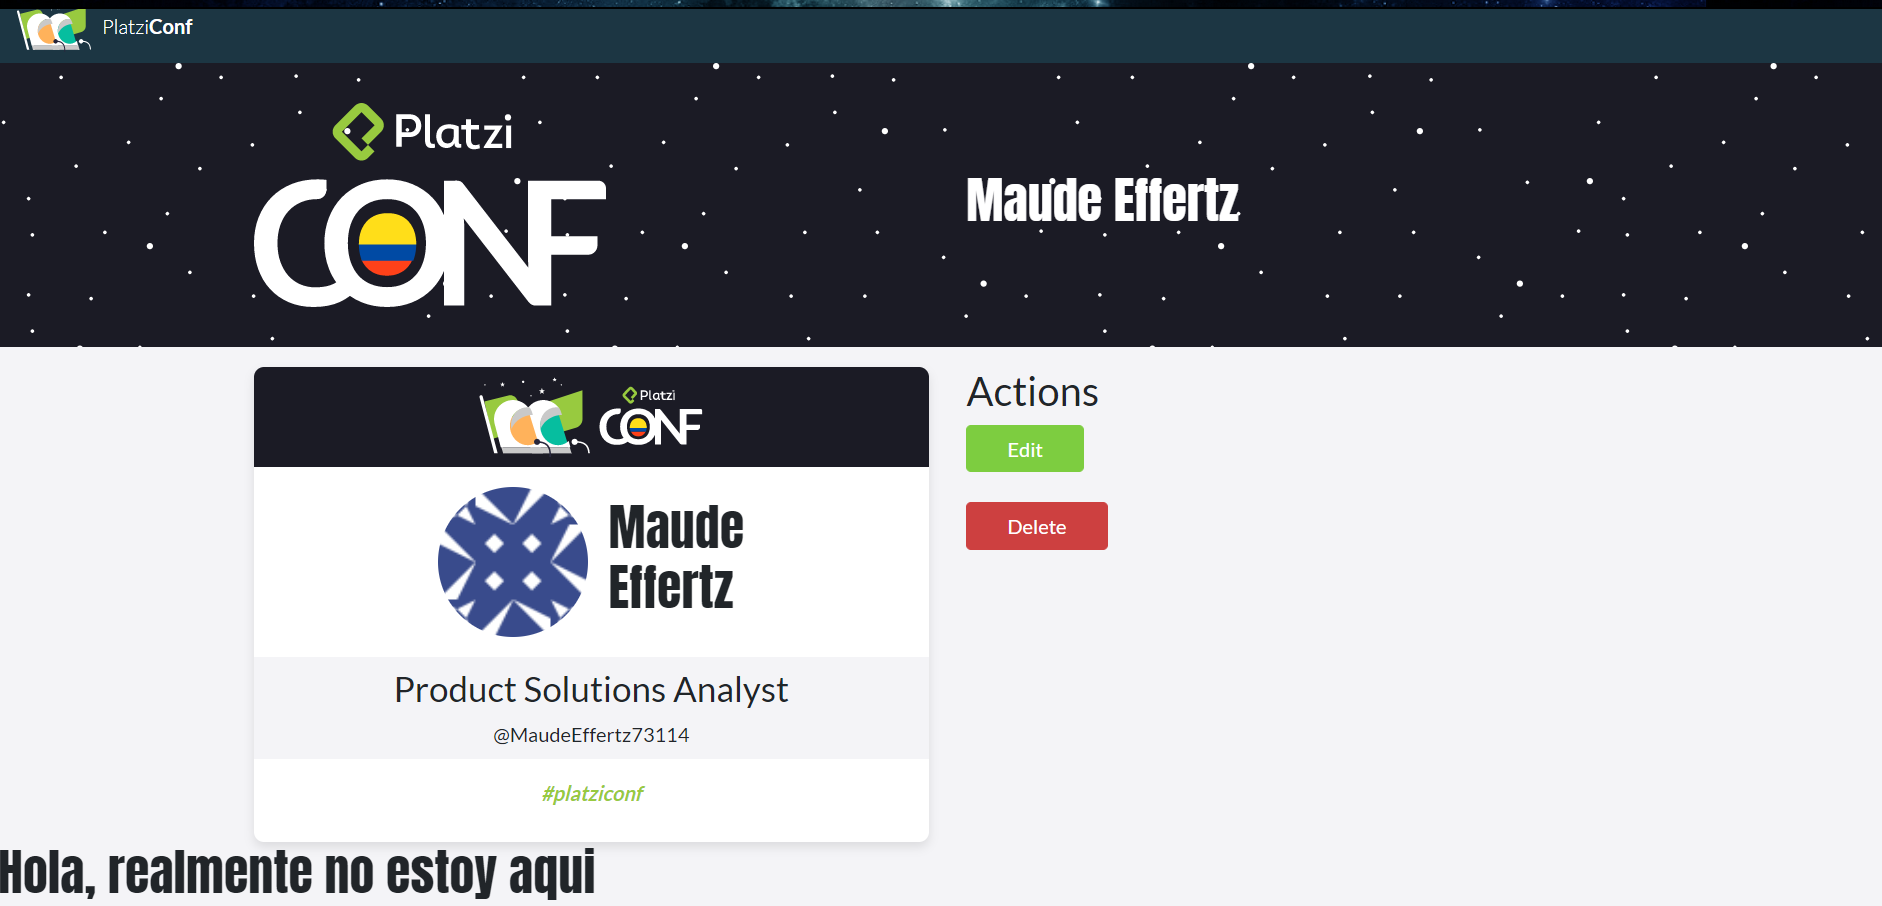 PlatziConf
Platzi
CONF
Maude Effertz
Platzi
CONF
Maude
Effertz
Product Solutions Analyst
@MaudeEffertz73114
#platziconf
Actions
Edit
Delete
Hola, realmente no estoy aqui